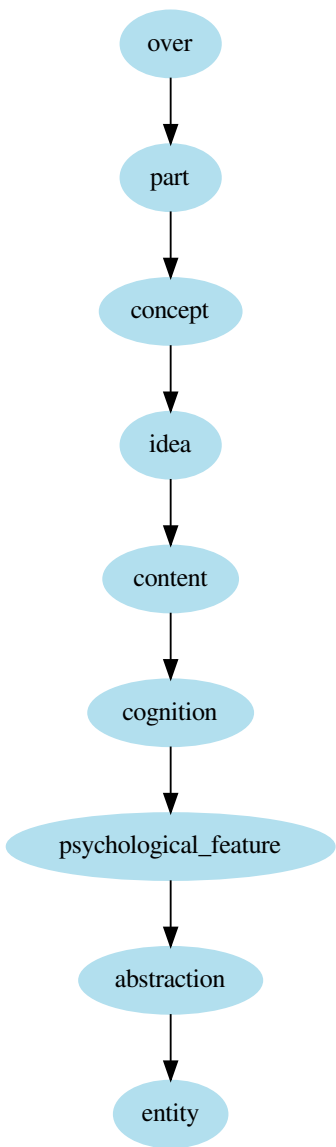 over
part
concept
idea
content
cognition
psychological_feature
abstraction
entity